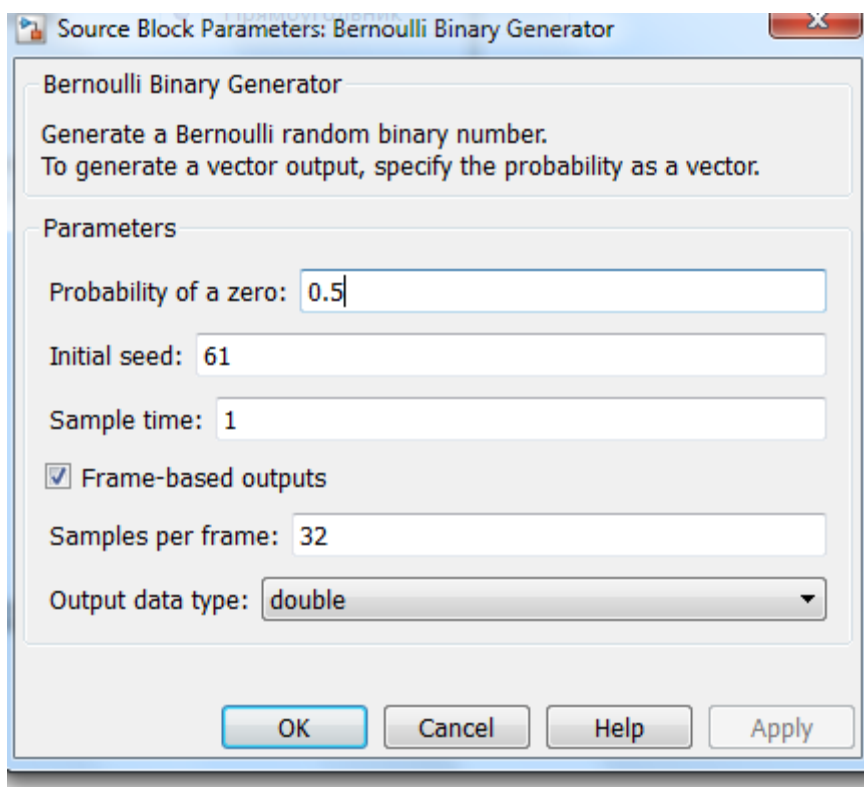 Прямоугольник
Source Block Parameters: Bernoulli Binary Generator
Bernoulli Binary Generator
Generate a Bernoulli random binary number.
To generate a vector output, specify the probability as a vector.
Parameters
Probability of a zero: 0.5
Initial seed: 61
Sample time: 1
Frame-based outputs
Samples per frame: 32
Output data type: double
OK Cancel Help Apply